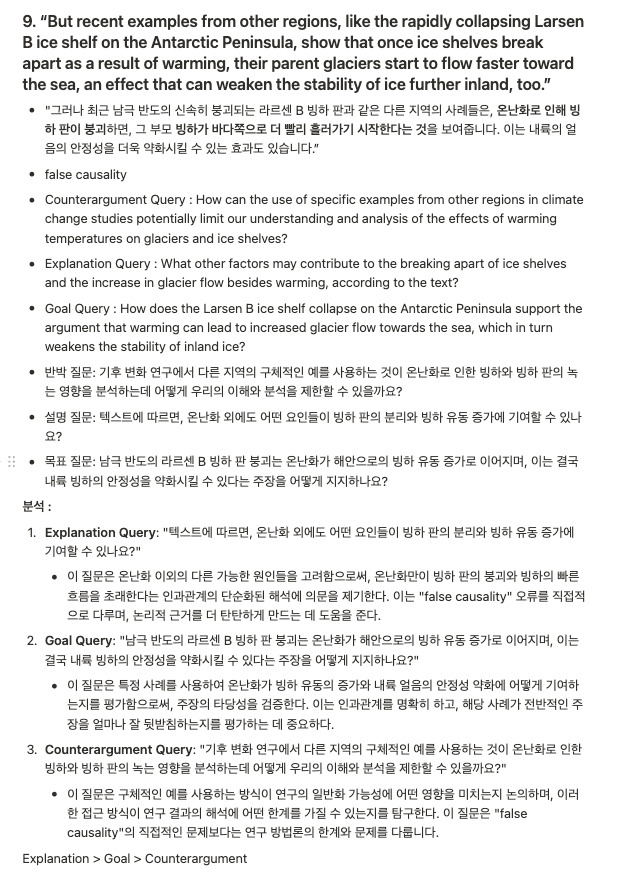 9. “But recent examples from other regions, like the rapidly collapsing Larsen
B ice shelf on the Antarctic Peninsula, show that once ice shelves break
apart as a result of warming, their parent glaciers start to flow faster toward
the sea, an effect that can weaken the stability of ice further inland, too.”
• "그러나 최근 남극 반도의 신속히 붕괴되는 라르센 B 빙하 판과 같은 다른 지역의 사례들은, 온난화로 인해 빙
하 판이 붕괴하면, 그 부모 빙하가 바다쪽으로 더 빨리 흘러가기 시작한다는 것을 보여줍니다. 이는 내륙의 얼
음의 안정성을 더욱 약화시킬 수 있는 효과도 있습니다.”
• false causality
• Counterargument Query : How can the use of specific examples from other regions in climate
change studies potentially limit our understanding and analysis of the effects of warming
temperatures on glaciers and ice shelves?
• Explanation Query : What other factors may contribute to the breaking apart of ice shelves
and the increase in glacier flow besides warming, according to the text?
• Goal Query : How does the Larsen B ice shelf collapse on the Antarctic Peninsula support the
argument that warming can lead to increased glacier flow towards the sea, which in turn
weakens the stability of inland ice?
• 반박 질문: 기후 변화 연구에서 다른 지역의 구체적인 예를 사용하는 것이 온난화로 인한 빙하와 빙하 판의 녹
는 영향을 분석하는데 어떻게 우리의 이해와 분석을 제한할 수 있을까요?
• 설명 질문: 텍스트에 따르면, 온난화 외에도 어떤 요인들이 빙하 판의 분리와 빙하 유동 증가에 기여할 수 있나
요?
• 목표 질문: 남극 반도의 라르센 B 빙하 판 붕괴는 온난화가 해안으로의 빙하 유동 증가로 이어지며, 이는 결국
내륙 빙하의 안정성을 약화시킬 수 있다는 주장을 어떻게 지지하나요?
분석 :
1. Explanation Query: "텍스트에 따르면, 온난화 외에도 어떤 요인들이 빙하 판의 분리와 빙하 유동 증가에
기여할 수 있나요?"
• 이 질문은 온난화 이외의 다른 가능한 원인들을 고려함으로써, 온난화만이 빙하 판의 붕괴와 빙하의 빠른
흐름을 초래한다는 인과관계의 단순화된 해석에 의문을 제기한다. 이는 "false causality" 오류를 직접적
으로 다루며, 논리적 근거를 더 탄탄하게 만드는 데 도움을 준다.
2. Goal Query: "남극 반도의 라르센 B 빙하 판 붕괴는 온난화가 해안으로의 빙하 유동 증가로 이어지며, 이는
결국 내륙 빙하의 안정성을 약화시킬 수 있다는 주장을 어떻게 지지하나요?"
• 이 질문은 특정 사례를 사용하여 온난화가 빙하 유동의 증가와 내륙 얼음의 안정성 약화에 어떻게 기여하
는지를 평가함으로써, 주장의 타당성을 검증한다. 이는 인과관계를 명확히 하고, 해당 사례가 전반적인 주
장을 얼마나 잘 뒷받침하는지를 평가하는 데 중요하다.
3. Counterargument Query: "기후 변화 연구에서 다른 지역의 구체적인 예를 사용하는 것이 온난화로 인한
빙하와 빙하 판의 녹는 영향을 분석하는데 어떻게 우리의 이해와 분석을 제한할 수 있을까요?"
• 이 질문은 구체적인 예를 사용하는 방식이 연구의 일반화 가능성에 어떤 영향을 미치는지 논의하며, 이러
한 접근 방식이 연구 결과의 해석에 어떤 한계를 가질 수 있는지를 탐구한다. 이 질문은 "false
causality"의 직접적인 문제보다는 연구 방법론의 한계와 문제를 다룹니다.
Explanation > Goal > Counterargument